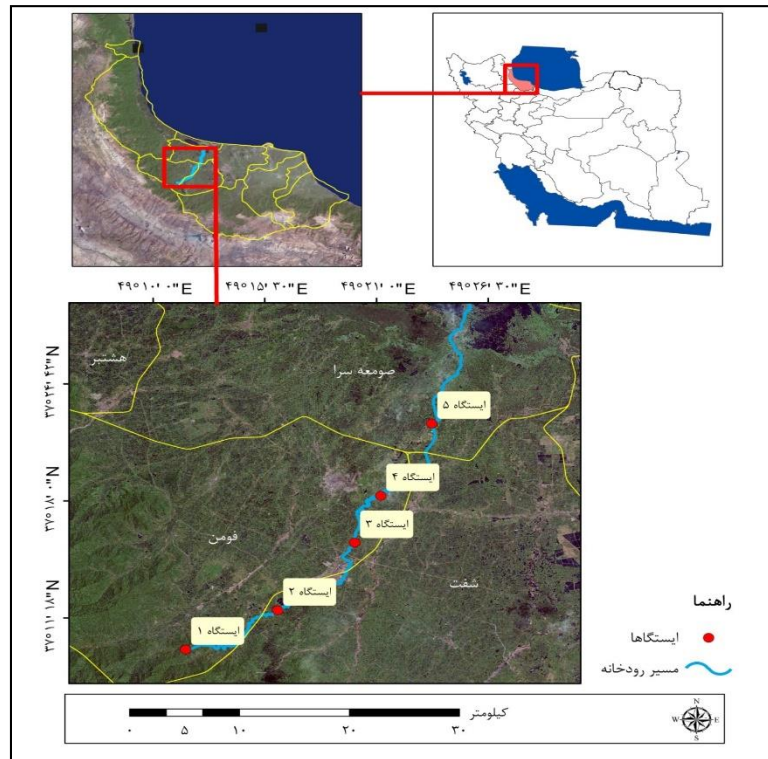 ۴۹°۱۰' ۰"E
۴۹°۱۵' ۳۰"E
۴۹°۲۱' ۰"E
۴۹°۲۶' ۳۰"E
۳۷°۲۴' ۴۲"N
۳۷°۱۸' ۰"N
۳۷°۱۱' ۱۸"N
هشتبر
صومعه سرا
ایستگاه ۵
ایستگاه ۴
ایستگاه ۳
فومن
شفت
ایستگاه ۲
ایستگاه ۱
راهنما
ایستگاها
مسیر رودخانه
کیلومتر
۰ ۵ ۱۰ ۲۰ ۳۰
N
W E
S